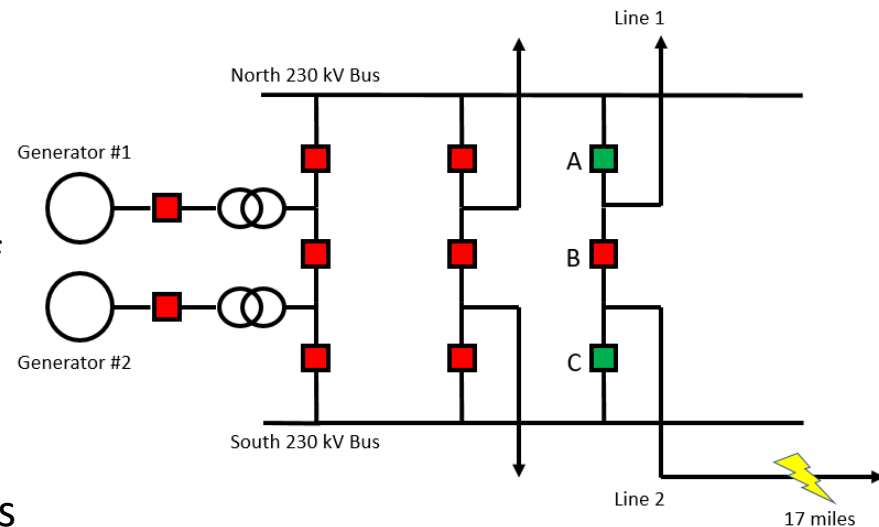 Line 1
North 230 kV Bus
Generator #1
A
B
Generator #2
C
South 230 kV Bus
Line 2
17 miles
s